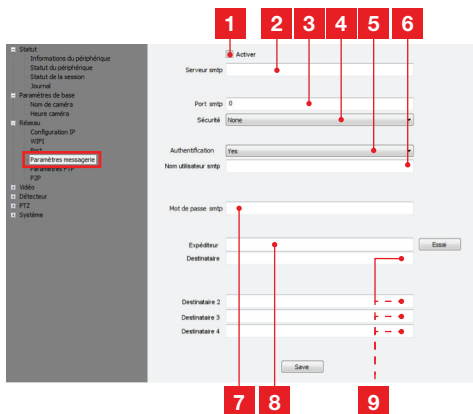 1 2 3 4 5 6
Statut
Informations du périphérique
Statut du périphérique
Statut de la session
Journal
Paramètres de base
Nom de caméra
Heure caméra
Réseau
Configuration IP
WIFI
Port
Paramètres messagerie
Paramètres FTP
P2P
Vidéo
Détecteur
PTZ
Système
Activer
Serveur smtp
Port smtp 0
Sécurité None
Authentification Yes
Nom utilisateur smtp
Mot de passe smtp
Expéditeur Essai
Destinataire
Destinataire 2
Destinataire 3
Destinataire 4
Save
7 8 9